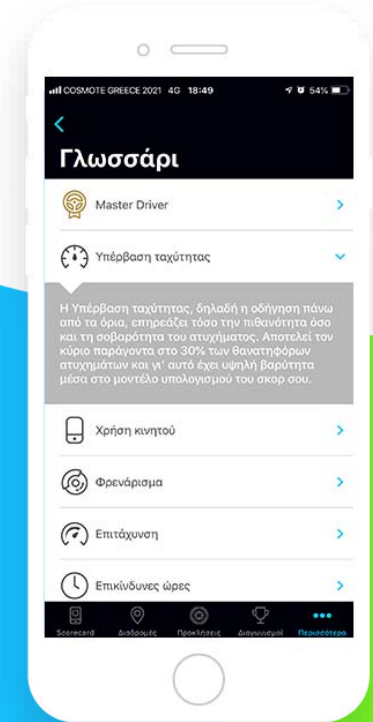 COSMOTE GREECE 2021 4G 18:49 54%
Γλωσσάρι
Master Driver
Υπέρβαση ταχύτητας
Η Υπέρβαση ταχύτητας, δηλαδή η οδήγηση πάνω
από τα όρια, επηρεάζει τόσο την πιθανότητα όσο
και τη σοβαρότητα του ατυχήματος. Αποτελεί τον
κύριο παράγοντα στο 30% των θανατηφόρων
ατυχημάτων και γι' αυτό έχει υψηλή βαρύτητα
μέσα στο μοντέλο υπολογισμού του σκορ σου.
Χρήση κινητού
Φρενάρισμα
Επιτάχυνση
Επικίνδυνες ώρες
Scorecard Διαδρομές Προκλήσεις Διαγωνισμοί Περισσότερα